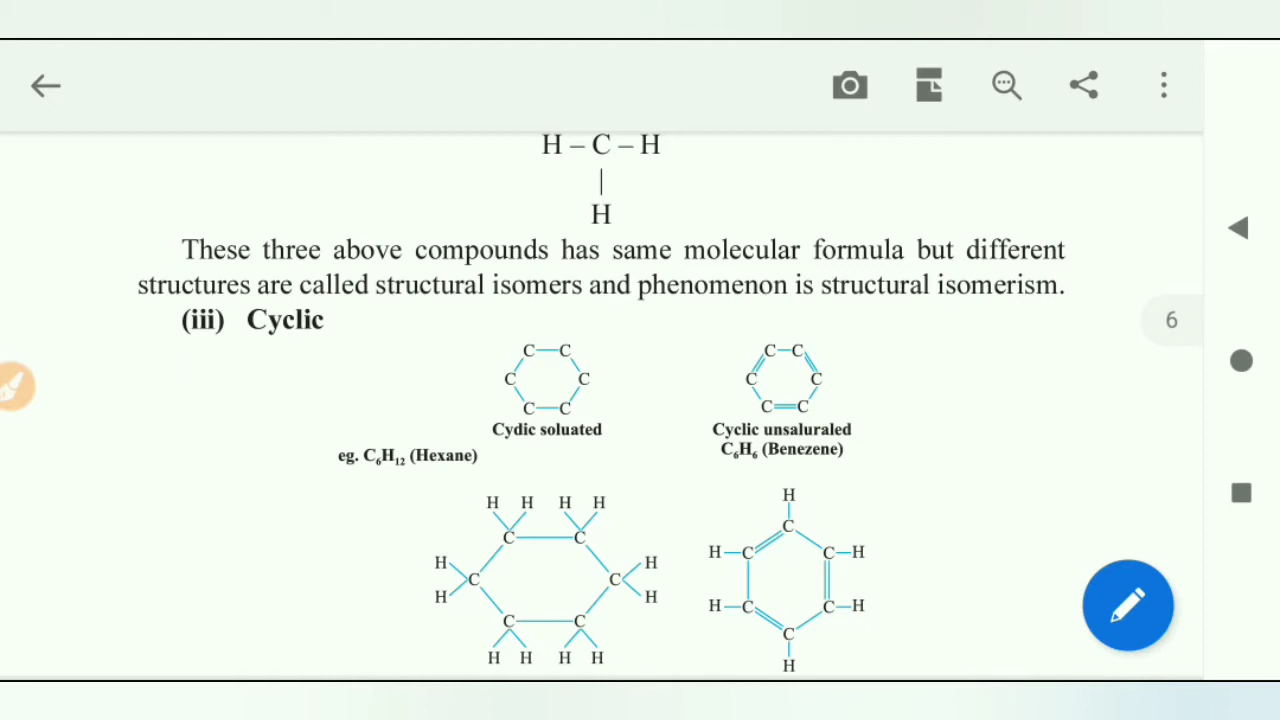 H – C – H
|
H
These three above compounds has same molecular formula but different
structures are called structural isomers and phenomenon is structural isomerism.
(iii) Cyclic
6
C—C C—C
C C C C
C—C C=C
Cydic soluated Cyclic unsaluraled
eg. C₆H₁₂ (Hexane) C₆H₆ (Benezene)
H H H H H
C C C
H C C H H—C C—H
H H H—C C—H
C C C
H H H H H